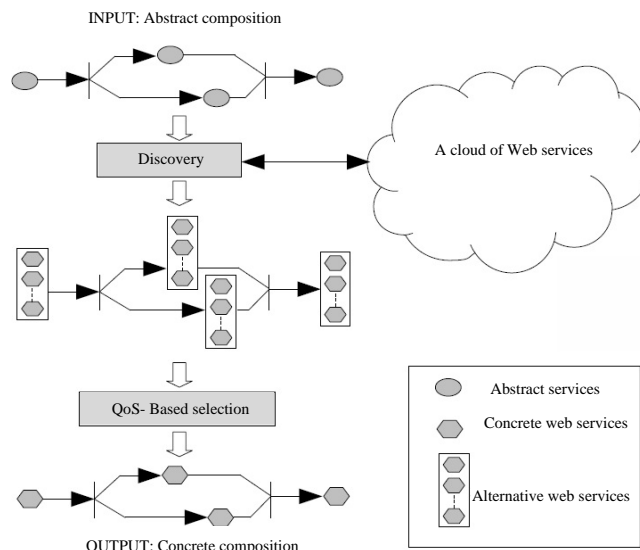 INPUT: Abstract composition
Discovery
A cloud of Web services
QoS- Based selection
Abstract services
Concrete web services
Alternative web services
OUTPUT: Concrete composition